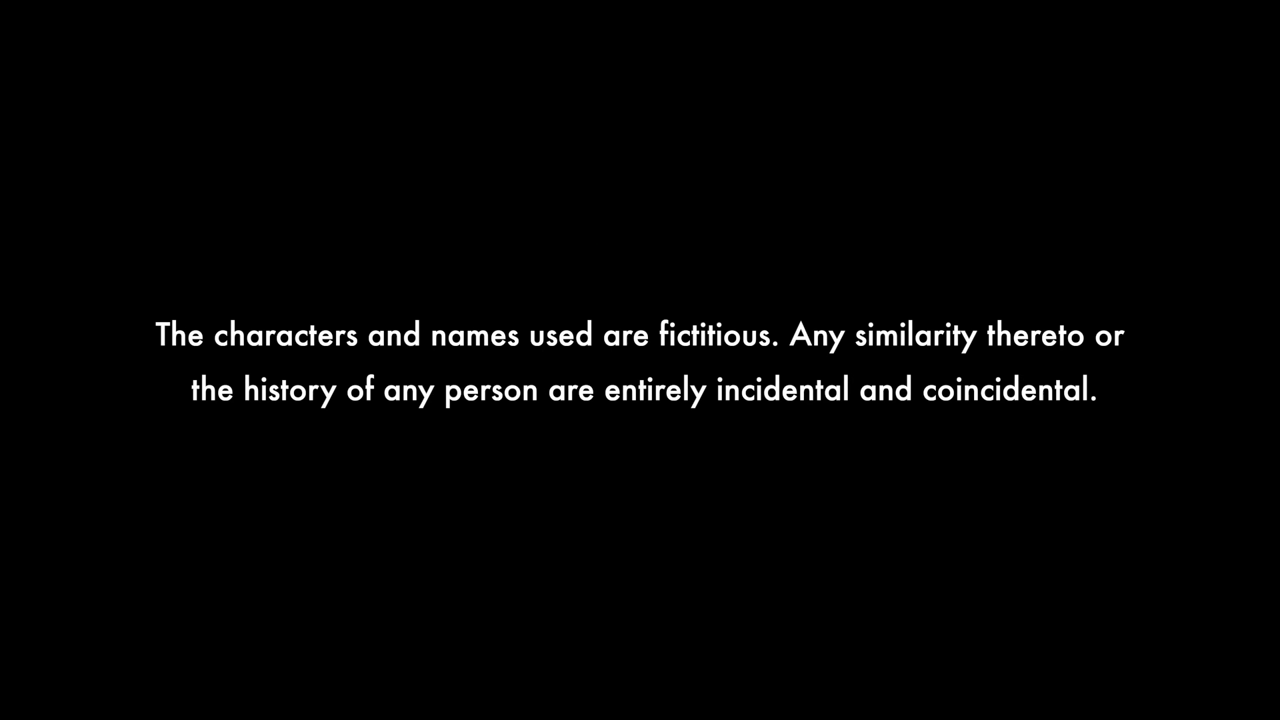 The characters and names used are fictitious. Any similarity thereto or
the history of any person are entirely incidental and coincidental.